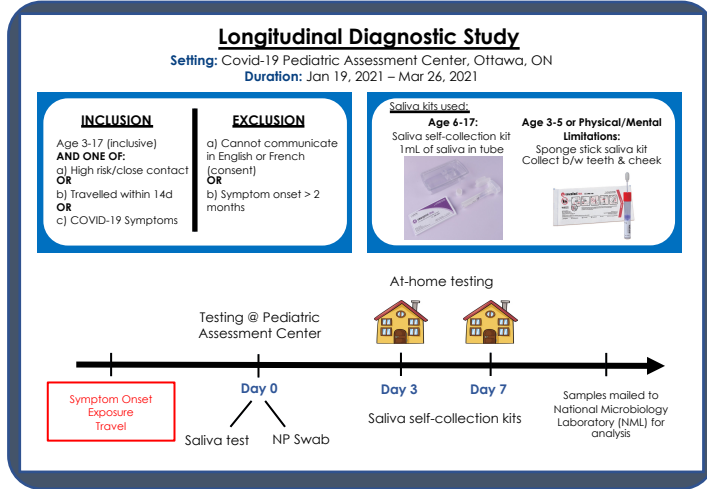 Longitudinal Diagnostic Study
Setting: Covid-19 Pediatric Assessment Center, Ottawa, ON
Duration: Jan 19, 2021 – Mar 26, 2021
INCLUSION
Age 3-17 (inclusive)
AND ONE OF:
a) High risk/close contact
OR
b) Travelled within 14d
OR
c) COVID-19 Symptoms
EXCLUSION
a) Cannot communicate
in English or French
(consent)
OR
b) Symptom onset > 2
months
Saliva kits used:
Age 6-17:
Saliva self-collection kit
1mL of saliva in tube
Age 3-5 or Physical/Mental
Limitations:
Sponge stick saliva kit
Collect b/w teeth & cheek
At-home testing
Testing @ Pediatric
Assessment Center
Symptom Onset
Exposure
Travel
Day 0
Saliva test
NP Swab
Day 3
Day 7
Saliva self-collection kits
Samples mailed to
National Microbiology
Laboratory (NML) for
analysis